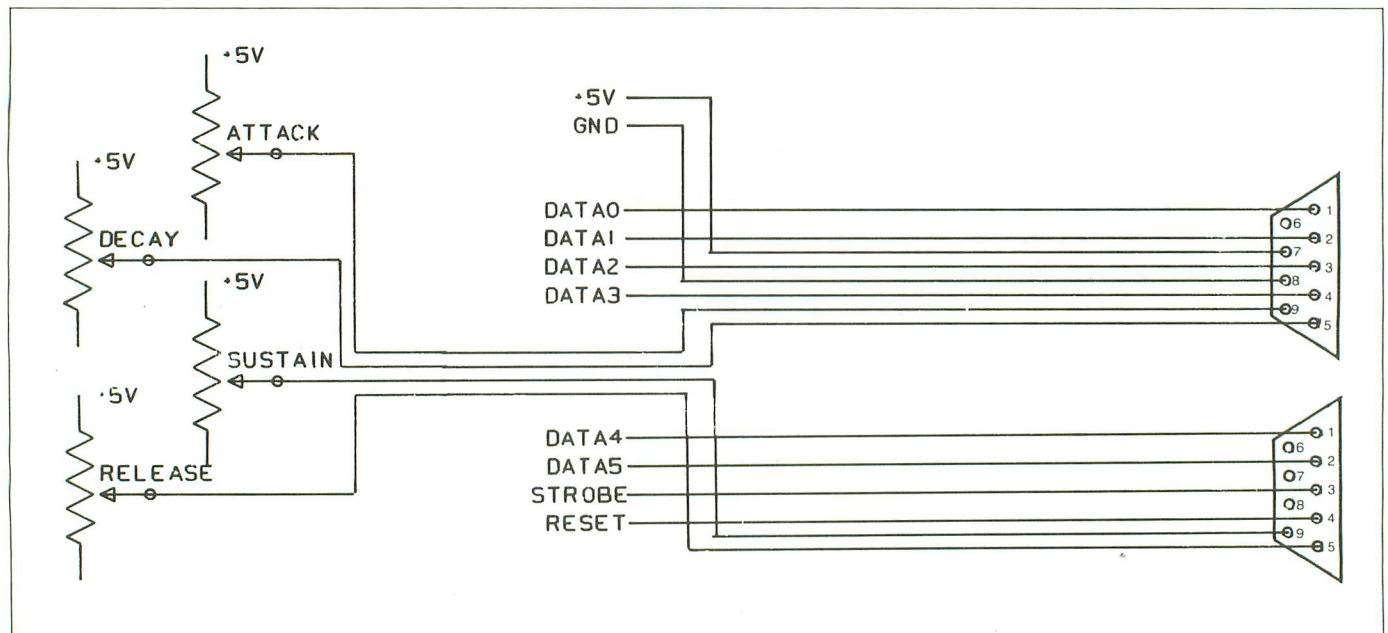 +5V
ATTACK
+5V
DECAY
+5V
SUSTAIN
+5V
RELEASE
+5V
GND
DATA0
DATA1
DATA2
DATA3
1
6
2
7
3
8
4
9
5
DATA4
DATA5
STROBE
RESET
1
6
2
7
3
8
4
9
5